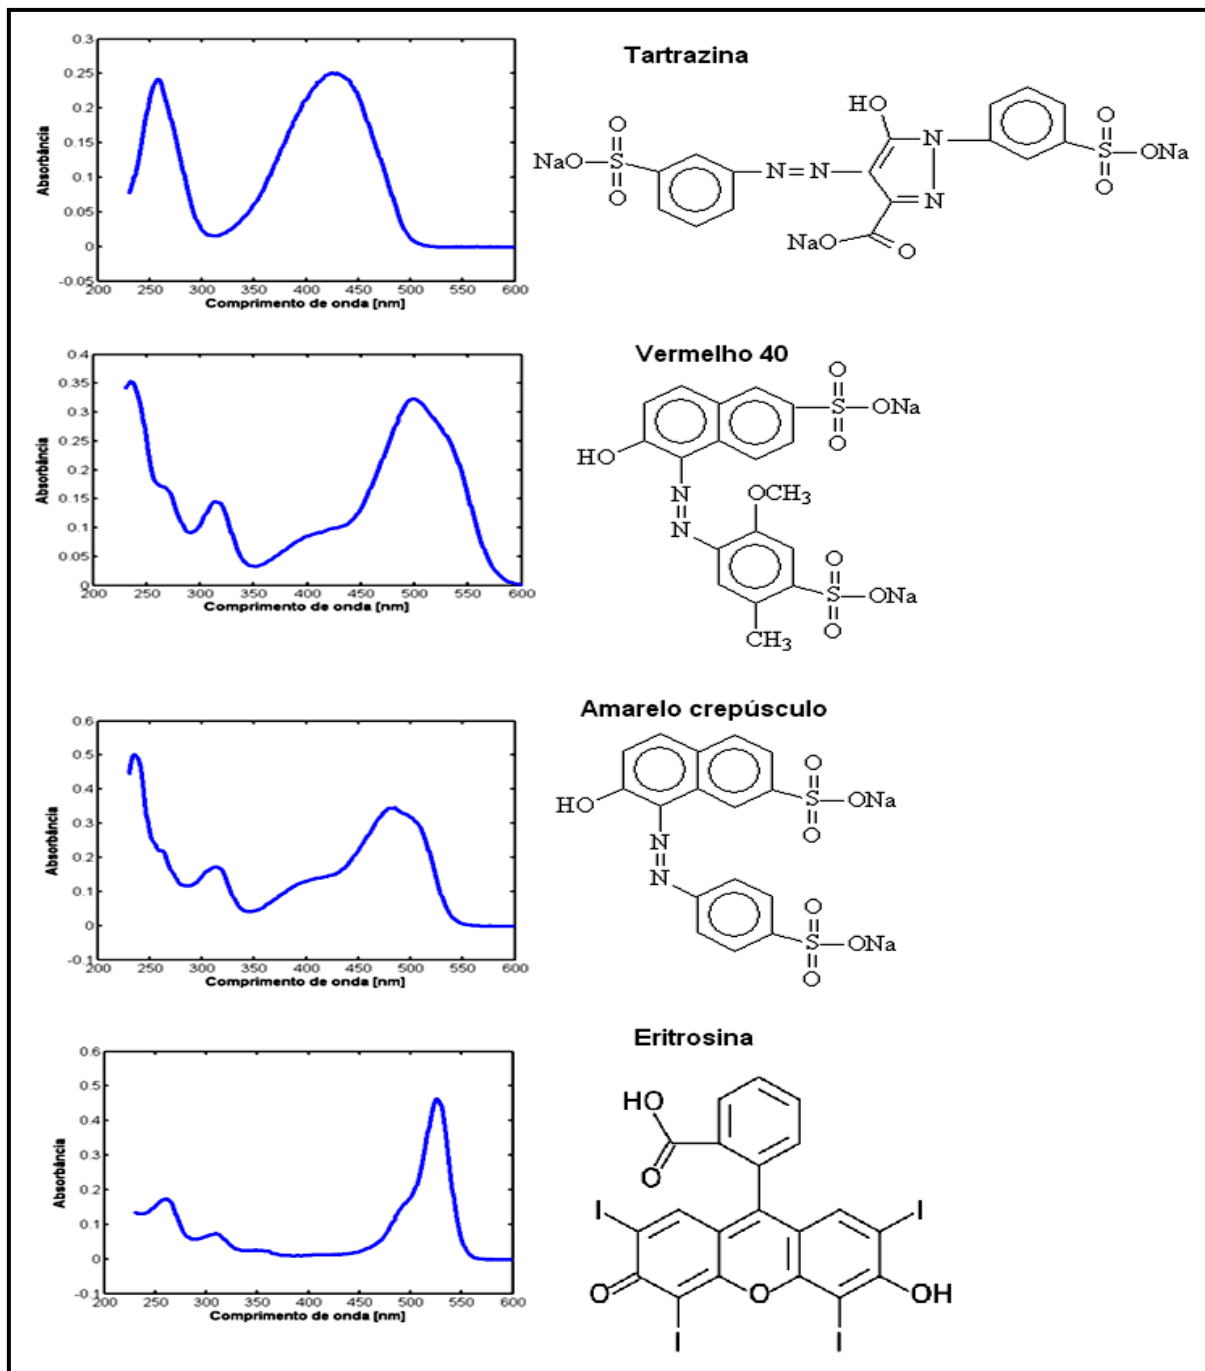 Tartrazina
0.3
0.25
0.2
0.15
0.1
0.05
0
-0.05
200 250 300 350 400 450 500 550 600
Absorbância
Comprimento de onda [nm]
HO
N
N
N=N
O
NaO-S
O
O
S-ONa
O
NaO
O
Vermelho 40
0.4
0.35
0.3
0.25
0.2
0.15
0.1
0.05
0
200 250 300 350 400 450 500 550 600
Absorbância
Comprimento de onda [nm]
O
S-ONa
O
HO
N
N
OCH3
O
S-ONa
O
CH3
Amarelo crepúsculo
0.6
0.5
0.4
0.3
0.2
0.1
0
-0.1
200 250 300 350 400 450 500 550 600
Absorbância
Comprimento de onda [nm]
O
S-ONa
O
HO
N
N
O
S-ONa
O
Eritrosina
0.6
0.5
0.4
0.3
0.2
0.1
0
-0.1
200 250 300 350 400 450 500 550 600
Absorbância
Comprimento de onda [nm]
HO
O
I
I
O
O
OH
I
I